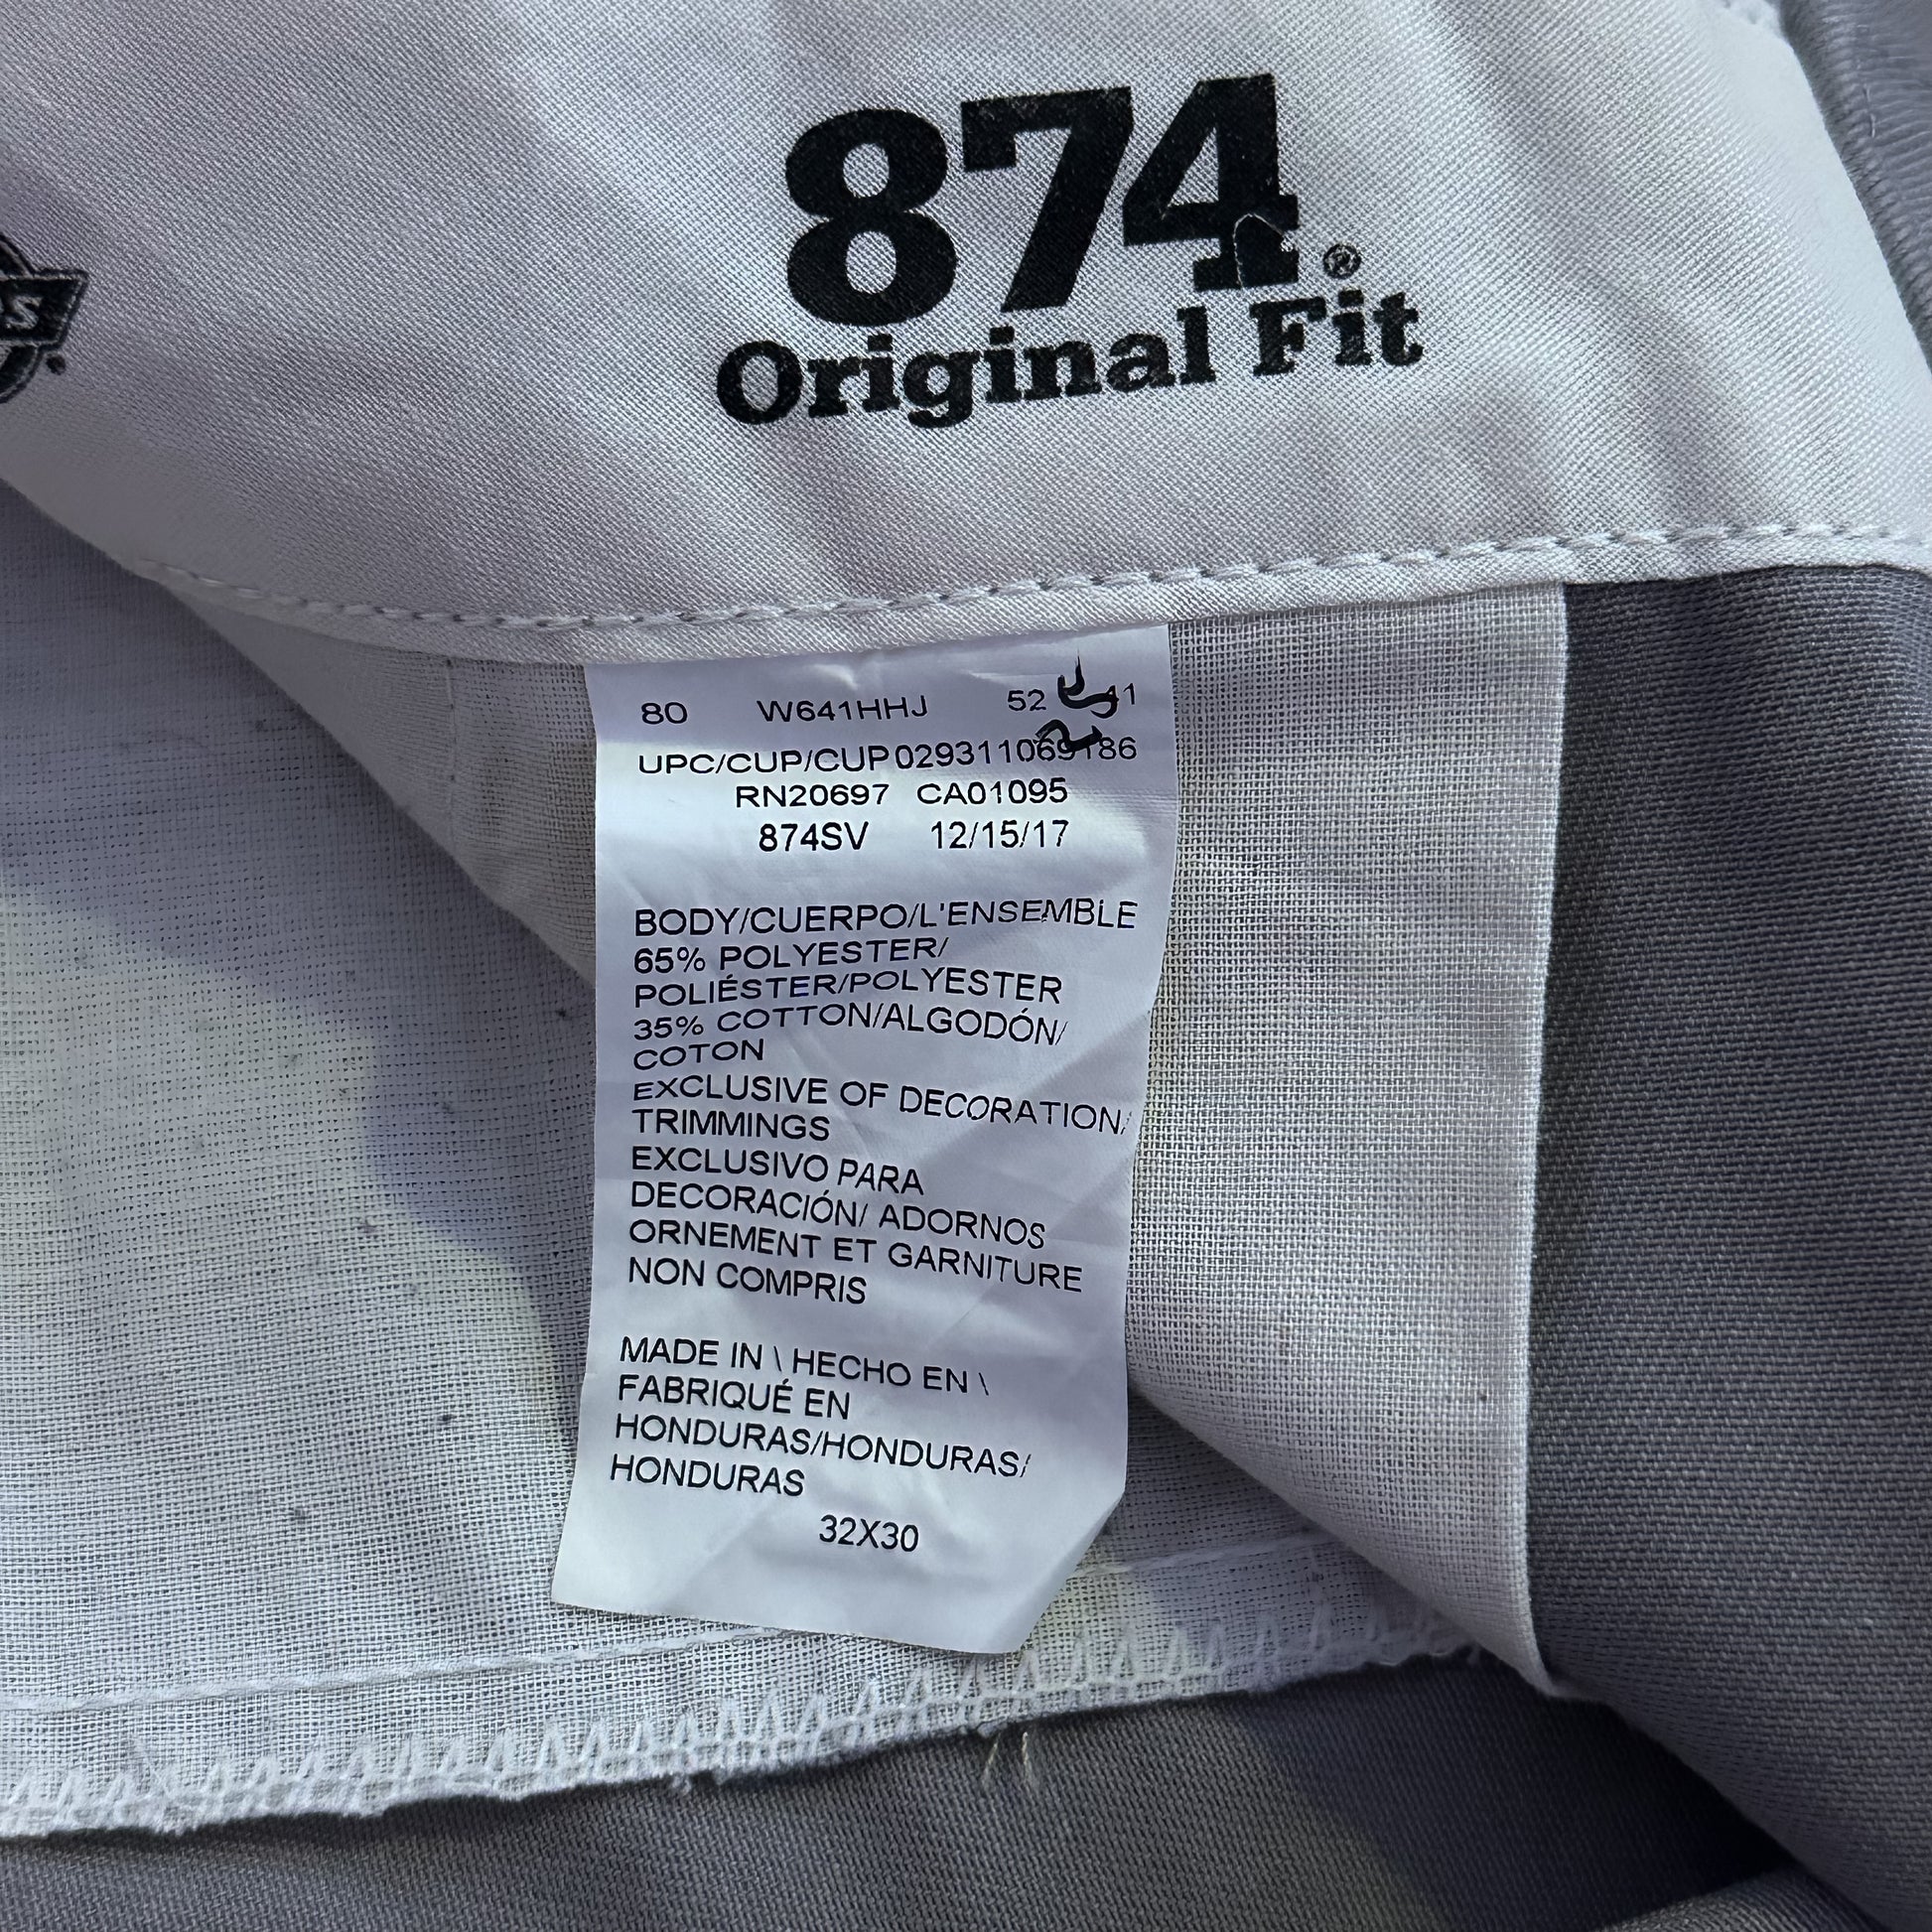 874®
Original Fit
80 W641HHJ 52
UPC/CUP/CUP 029311069186
RN20697 CA01095
874SV 12/15/17
BODY/CUERPO/L'ENSEMBLE
65% POLYESTER/
POLIÉSTER/POLYESTER
35% COTTON/ALGODÓN/
COTON
EXCLUSIVE OF DECORATION/
TRIMMINGS
EXCLUSIVO PARA
DECORACIÓN/ ADORNOS
ORNEMENT ET GARNITURE
NON COMPRIS
MADE IN \ HECHO EN \
FABRIQUÉ EN
HONDURAS/HONDURAS/
HONDURAS
32X30